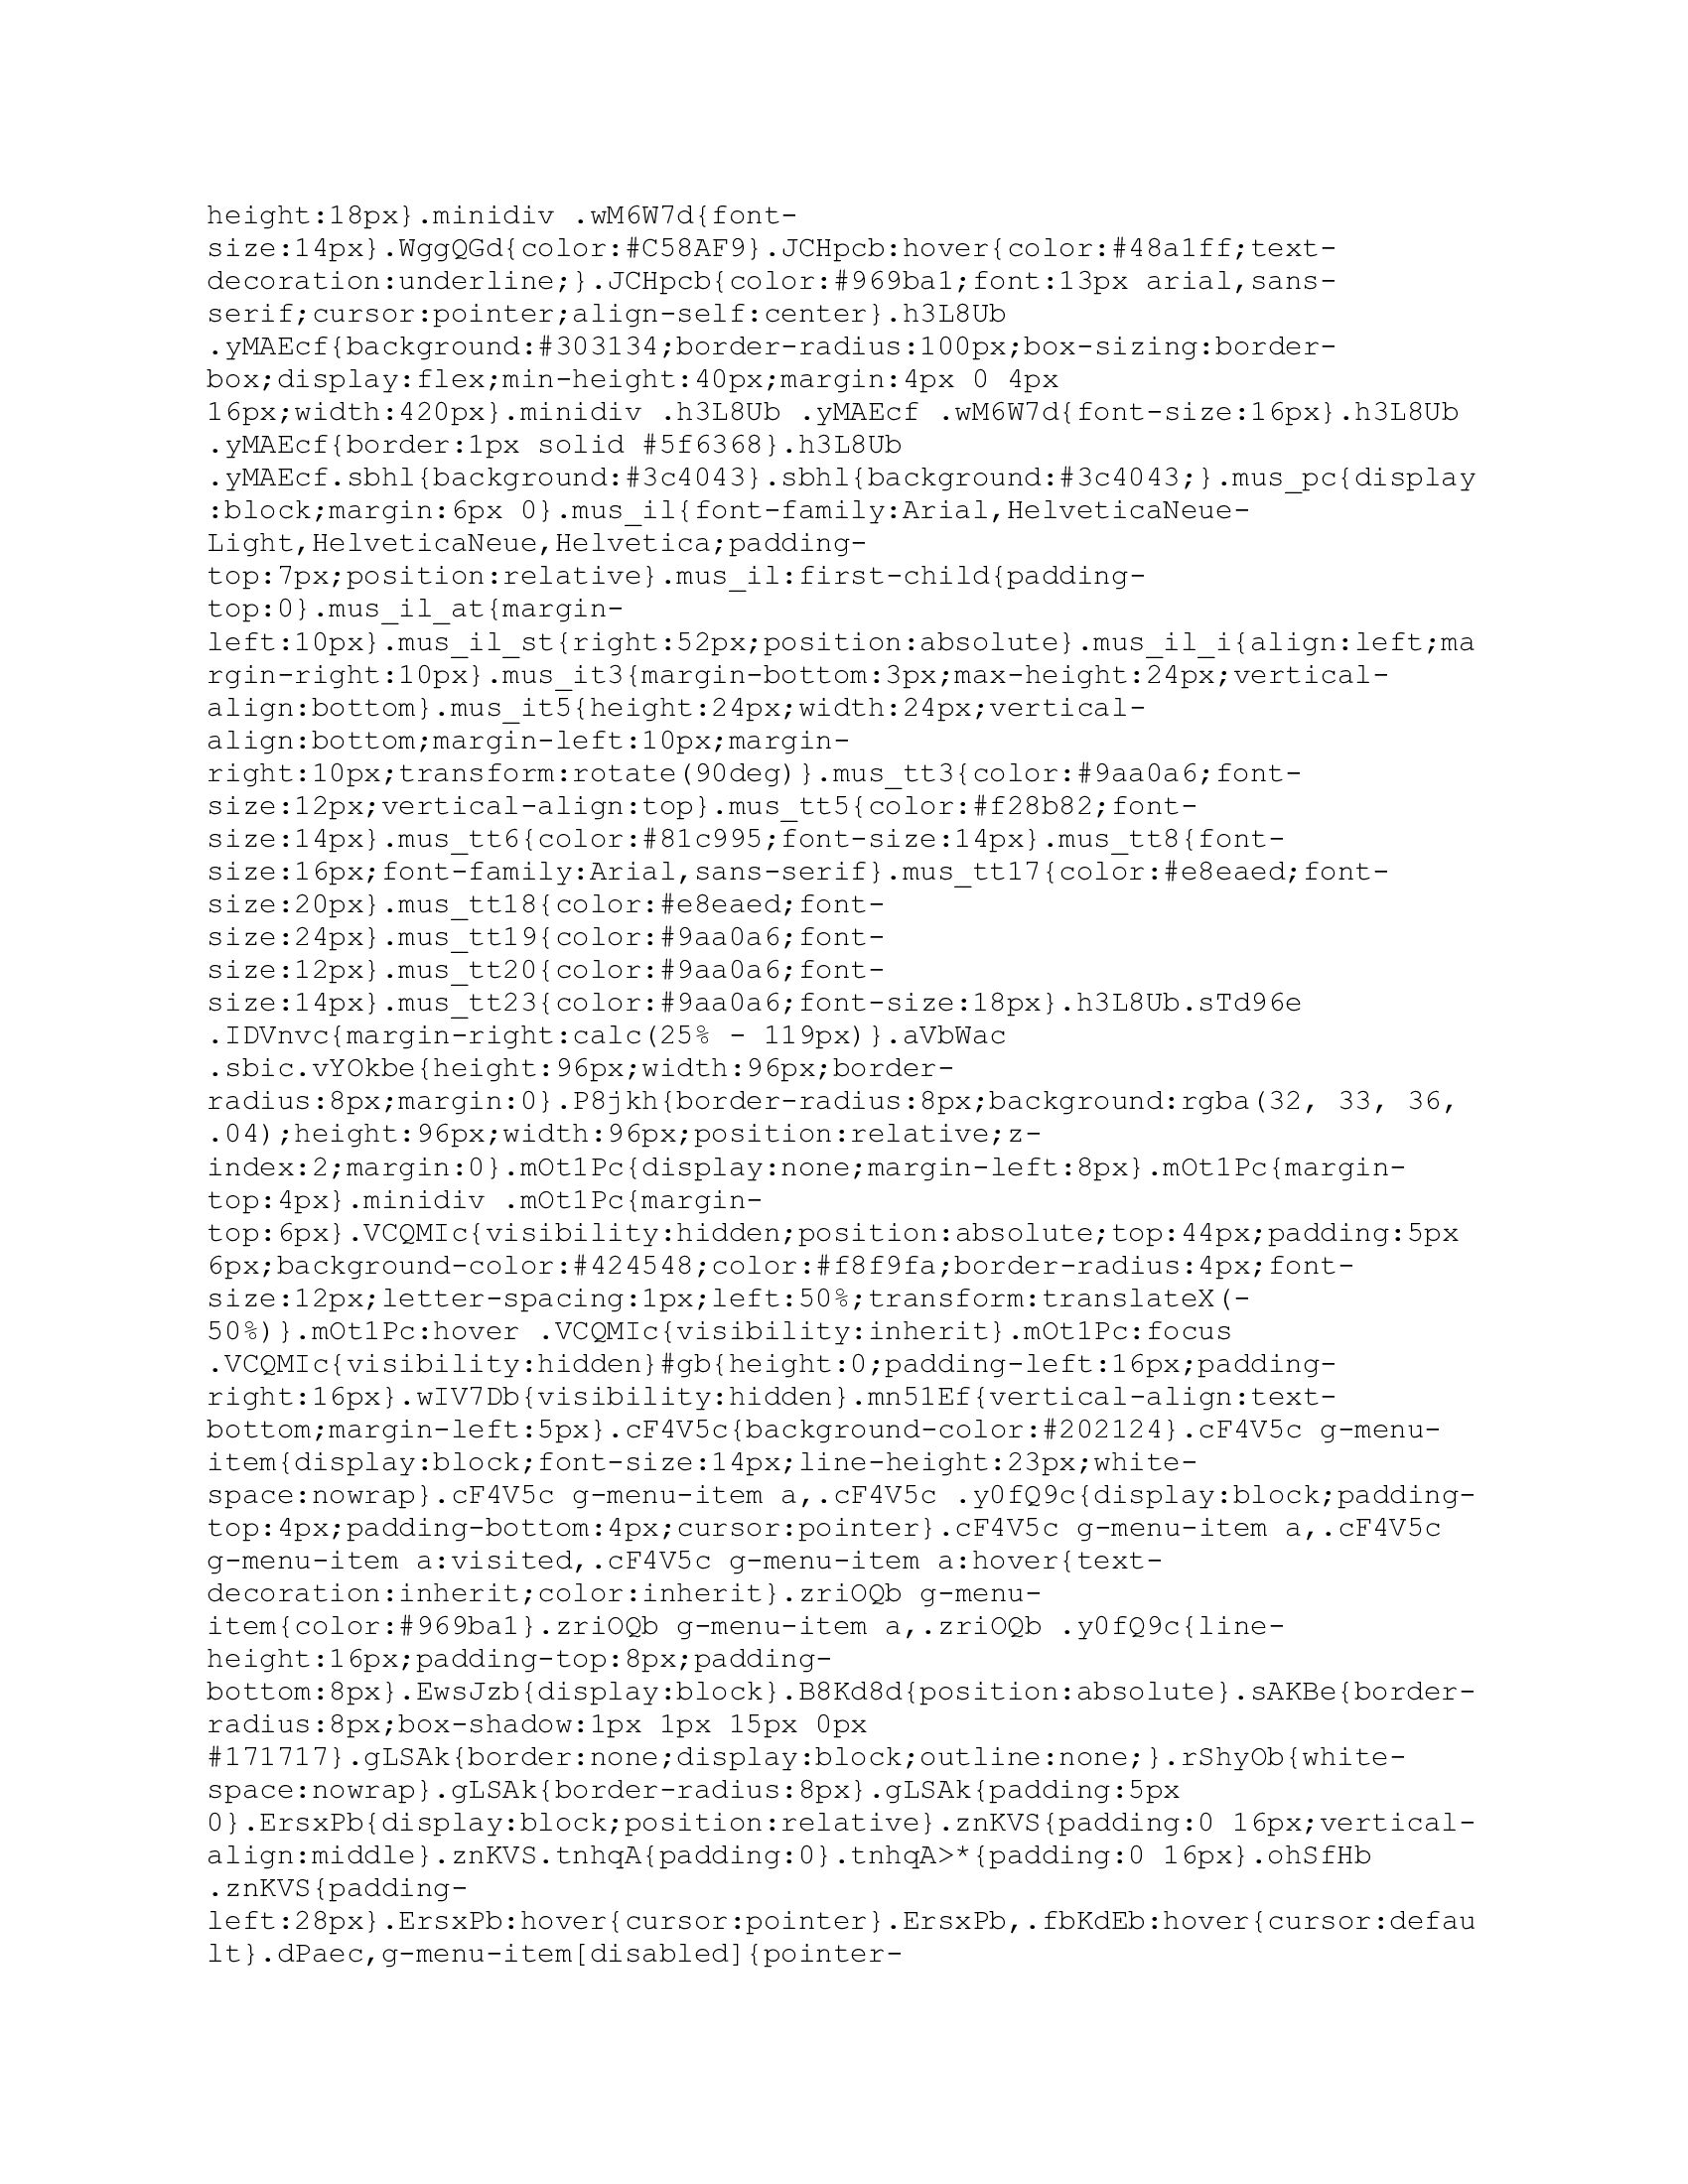 height:18px}.minidiv .wM6W7d{font-
size:14px}.WggQGd{color:#C58AF9}.JCHpcb:hover{color:#48a1ff;text-
decoration:underline;}.JCHpcb{color:#969ba1;font:13px arial,sans-
serif;cursor:pointer;align-self:center}.h3L8Ub
.yMAEcf{background:#303134;border-radius:100px;box-sizing:border-
box;display:flex;min-height:40px;margin:4px 0 4px
16px;width:420px}.minidiv .h3L8Ub .yMAEcf .wM6W7d{font-size:16px}.h3L8Ub
.yMAEcf{border:1px solid #5f6368}.h3L8Ub
.yMAEcf.sbhl{background:#3c4043}.sbhl{background:#3c4043;}.mus_pc{display
:block;margin:6px 0}.mus_il{font-family:Arial,HelveticaNeue-
Light,HelveticaNeue,Helvetica;padding-
top:7px;position:relative}.mus_il:first-child{padding-
top:0}.mus_il_at{margin-
left:10px}.mus_il_st{right:52px;position:absolute}.mus_il_i{align:left;ma
rgin-right:10px}.mus_it3{margin-bottom:3px;max-height:24px;vertical-
align:bottom}.mus_it5{height:24px;width:24px;vertical-
align:bottom;margin-left:10px;margin-
right:10px;transform:rotate(90deg)}.mus_tt3{color:#9aa0a6;font-
size:12px;vertical-align:top}.mus_tt5{color:#f28b82;font-
size:14px}.mus_tt6{color:#81c995;font-size:14px}.mus_tt8{font-
size:16px;font-family:Arial,sans-serif}.mus_tt17{color:#e8eaed;font-
size:20px}.mus_tt18{color:#e8eaed;font-
size:24px}.mus_tt19{color:#9aa0a6;font-
size:12px}.mus_tt20{color:#9aa0a6;font-
size:14px}.mus_tt23{color:#9aa0a6;font-size:18px}.h3L8Ub.sTd96e
.IDVnvc{margin-right:calc(25% - 119px)}.aVbWac
.sbic.vYOkbe{height:96px;width:96px;border-
radius:8px;margin:0}.P8jkh{border-radius:8px;background:rgba(32, 33, 36,
.04);height:96px;width:96px;position:relative;z-
index:2;margin:0}.mOt1Pc{display:none;margin-left:8px}.mOt1Pc{margin-
top:4px}.minidiv .mOt1Pc{margin-
top:6px}.VCQMIc{visibility:hidden;position:absolute;top:44px;padding:5px
6px;background-color:#424548;color:#f8f9fa;border-radius:4px;font-
size:12px;letter-spacing:1px;left:50%;transform:translateX(-
50%)}.mOt1Pc:hover .VCQMIc{visibility:inherit}.mOt1Pc:focus
.VCQMIc{visibility:hidden}#gb{height:0;padding-left:16px;padding-
right:16px}.wIV7Db{visibility:hidden}.mn51Ef{vertical-align:text-
bottom;margin-left:5px}.cF4V5c{background-color:#202124}.cF4V5c g-menu-
item{display:block;font-size:14px;line-height:23px;white-
space:nowrap}.cF4V5c g-menu-item a,.cF4V5c .y0fQ9c{display:block;padding-
top:4px;padding-bottom:4px;cursor:pointer}.cF4V5c g-menu-item a,.cF4V5c
g-menu-item a:visited,.cF4V5c g-menu-item a:hover{text-
decoration:inherit;color:inherit}.zriOQb g-menu-
item{color:#969ba1}.zriOQb g-menu-item a,.zriOQb .y0fQ9c{line-
height:16px;padding-top:8px;padding-
bottom:8px}.EwsJzb{display:block}.B8Kd8d{position:absolute}.sAKBe{border-
radius:8px;box-shadow:1px 1px 15px 0px
#171717}.gLSAk{border:none;display:block;outline:none;}.rShyOb{white-
space:nowrap}.gLSAk{border-radius:8px}.gLSAk{padding:5px
0}.ErsxPb{display:block;position:relative}.znKVS{padding:0 16px;vertical-
align:middle}.znKVS.tnhqA{padding:0}.tnhqA>*{padding:0 16px}.ohSfHb
.znKVS{padding-
left:28px}.ErsxPb:hover{cursor:pointer}.ErsxPb,.fbKdEb:hover{cursor:defau
lt}.dPaec,g-menu-item[disabled]{pointer-